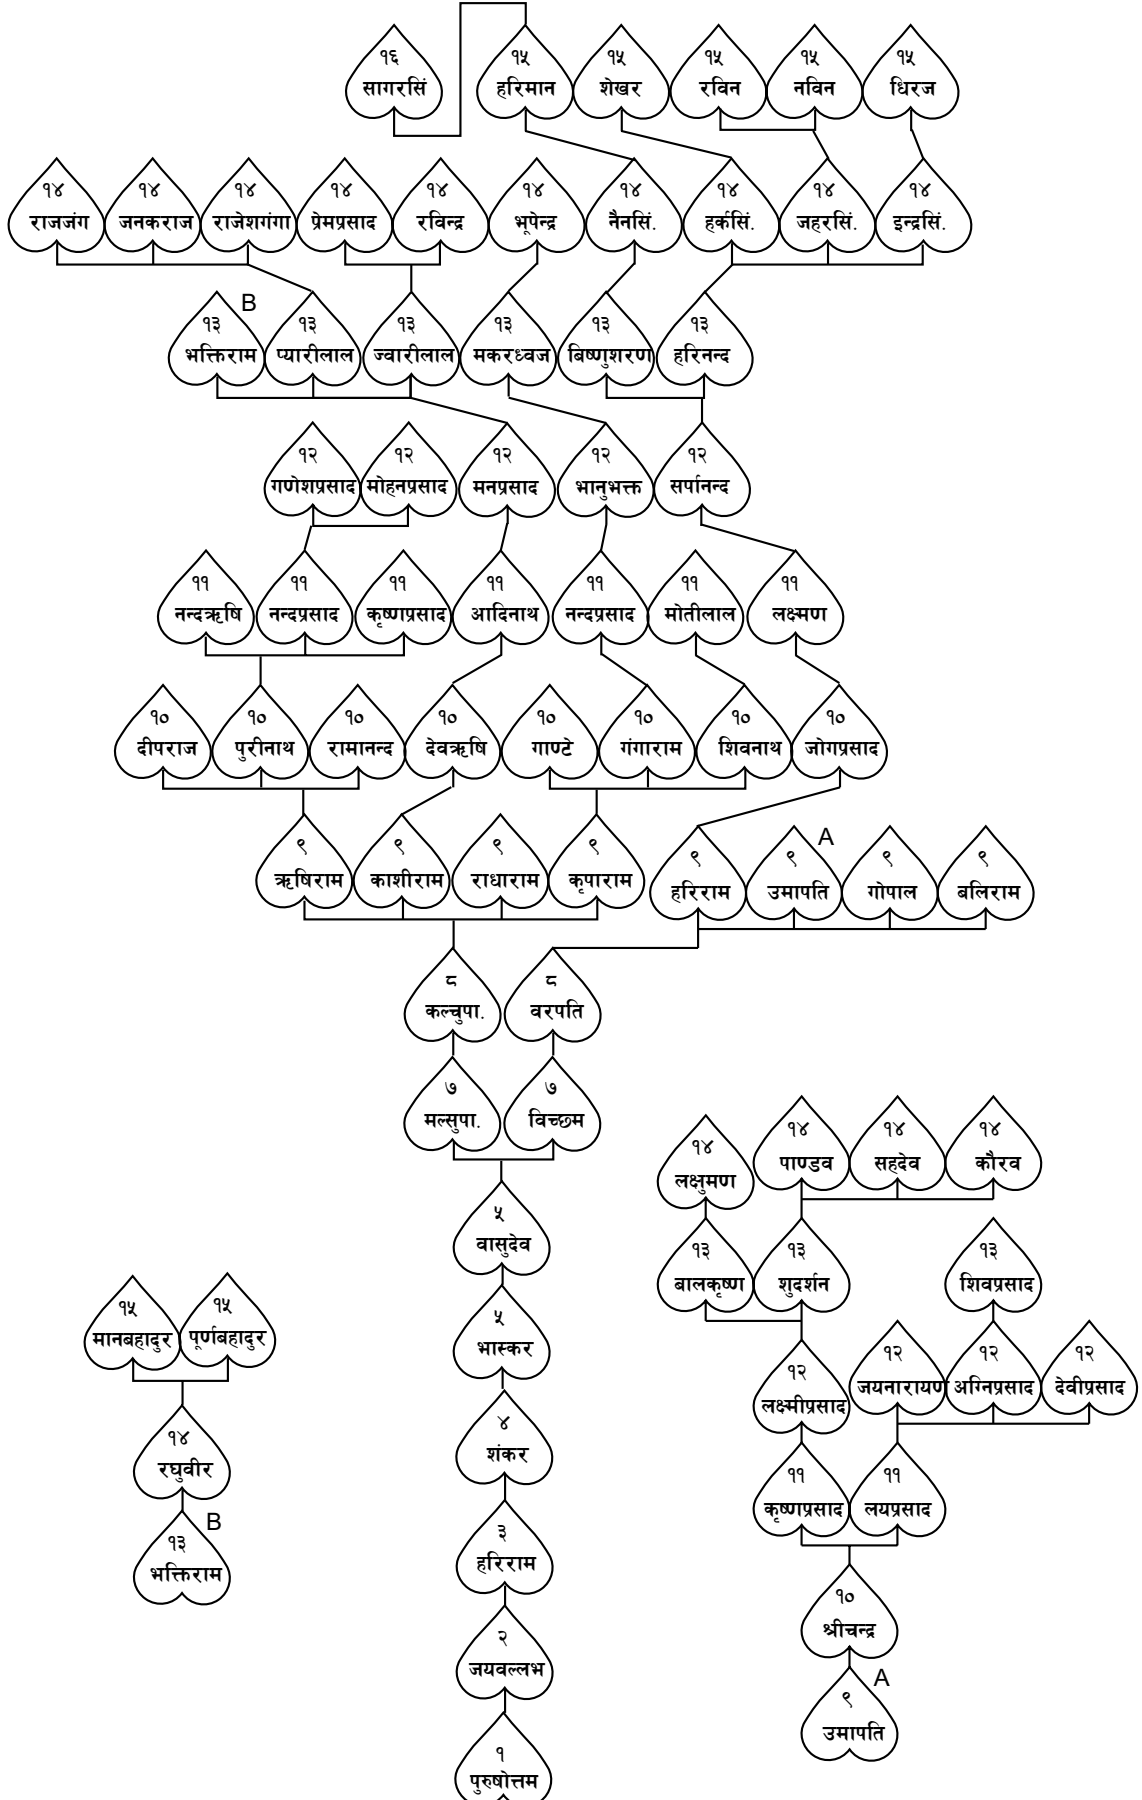 १६ १५ १५ १५ १५ १५
सागरसिं हरिमान शेखर रविन नविन धिरज
१४ १४ १४ १४ १४ १४ १४ १४ १४ १४
राजजंग जनकराज राजेशगंगा प्रेमप्रसाद रविन्द्र भूपेन्द्र नैनसिं. हर्कसिं. जहरसिं. इन्द्रसिं.
B
१३ १३ १३ १३ १३ १३
भक्तिराम प्यारीलाल ज्वारीलाल मकरध्वज बिष्णुशरण हरिनन्द
१२ १२ १२ १२ १२
गणेशप्रसाद मोहनप्रसाद मनप्रसाद भानुभक्त सर्पानन्द
११ ११ ११ ११ ११ ११ ११
नन्दऋषि नन्दप्रसाद कृष्णप्रसाद आदिनाथ नन्दप्रसाद मोतीलाल लक्ष्मण
१० १० १० १० १० १० १० १०
दीपराज पुरीनाथ रामानन्द देवऋषि गाण्टे गंगाराम शिवनाथ जोगप्रसाद
A
९ ९ ९ ९ ९ ९ ९ ९
ऋषिराम काशीराम राधाराम कृपाराम हरिराम उमापति गोपाल बलिराम
८ ८
कल्चुपा. वरपति
७ ७
मल्सुपा. विच्छम
१४ १४ १४ १४
लक्षुमण पाण्डव सहदेव कौरव
५
वासुदेव
१३ १३ १३
बालकृष्ण शुदर्शन शिवप्रसाद
१५ १५
मानबहादुर पूर्णबहादुर
५
भास्कर
१२ १२ १२ १२
लक्ष्मीप्रसाद जयनारायण अग्निप्रसाद देवीप्रसाद
१४
रघुवीर
४
शंकर
११ ११
कृष्णप्रसाद लयप्रसाद
B
१३
भक्तिराम
३
हरिराम
१०
श्रीचन्द्र
२
जयवल्लभ
A
९
उमापति
१
पुरुषोत्तम